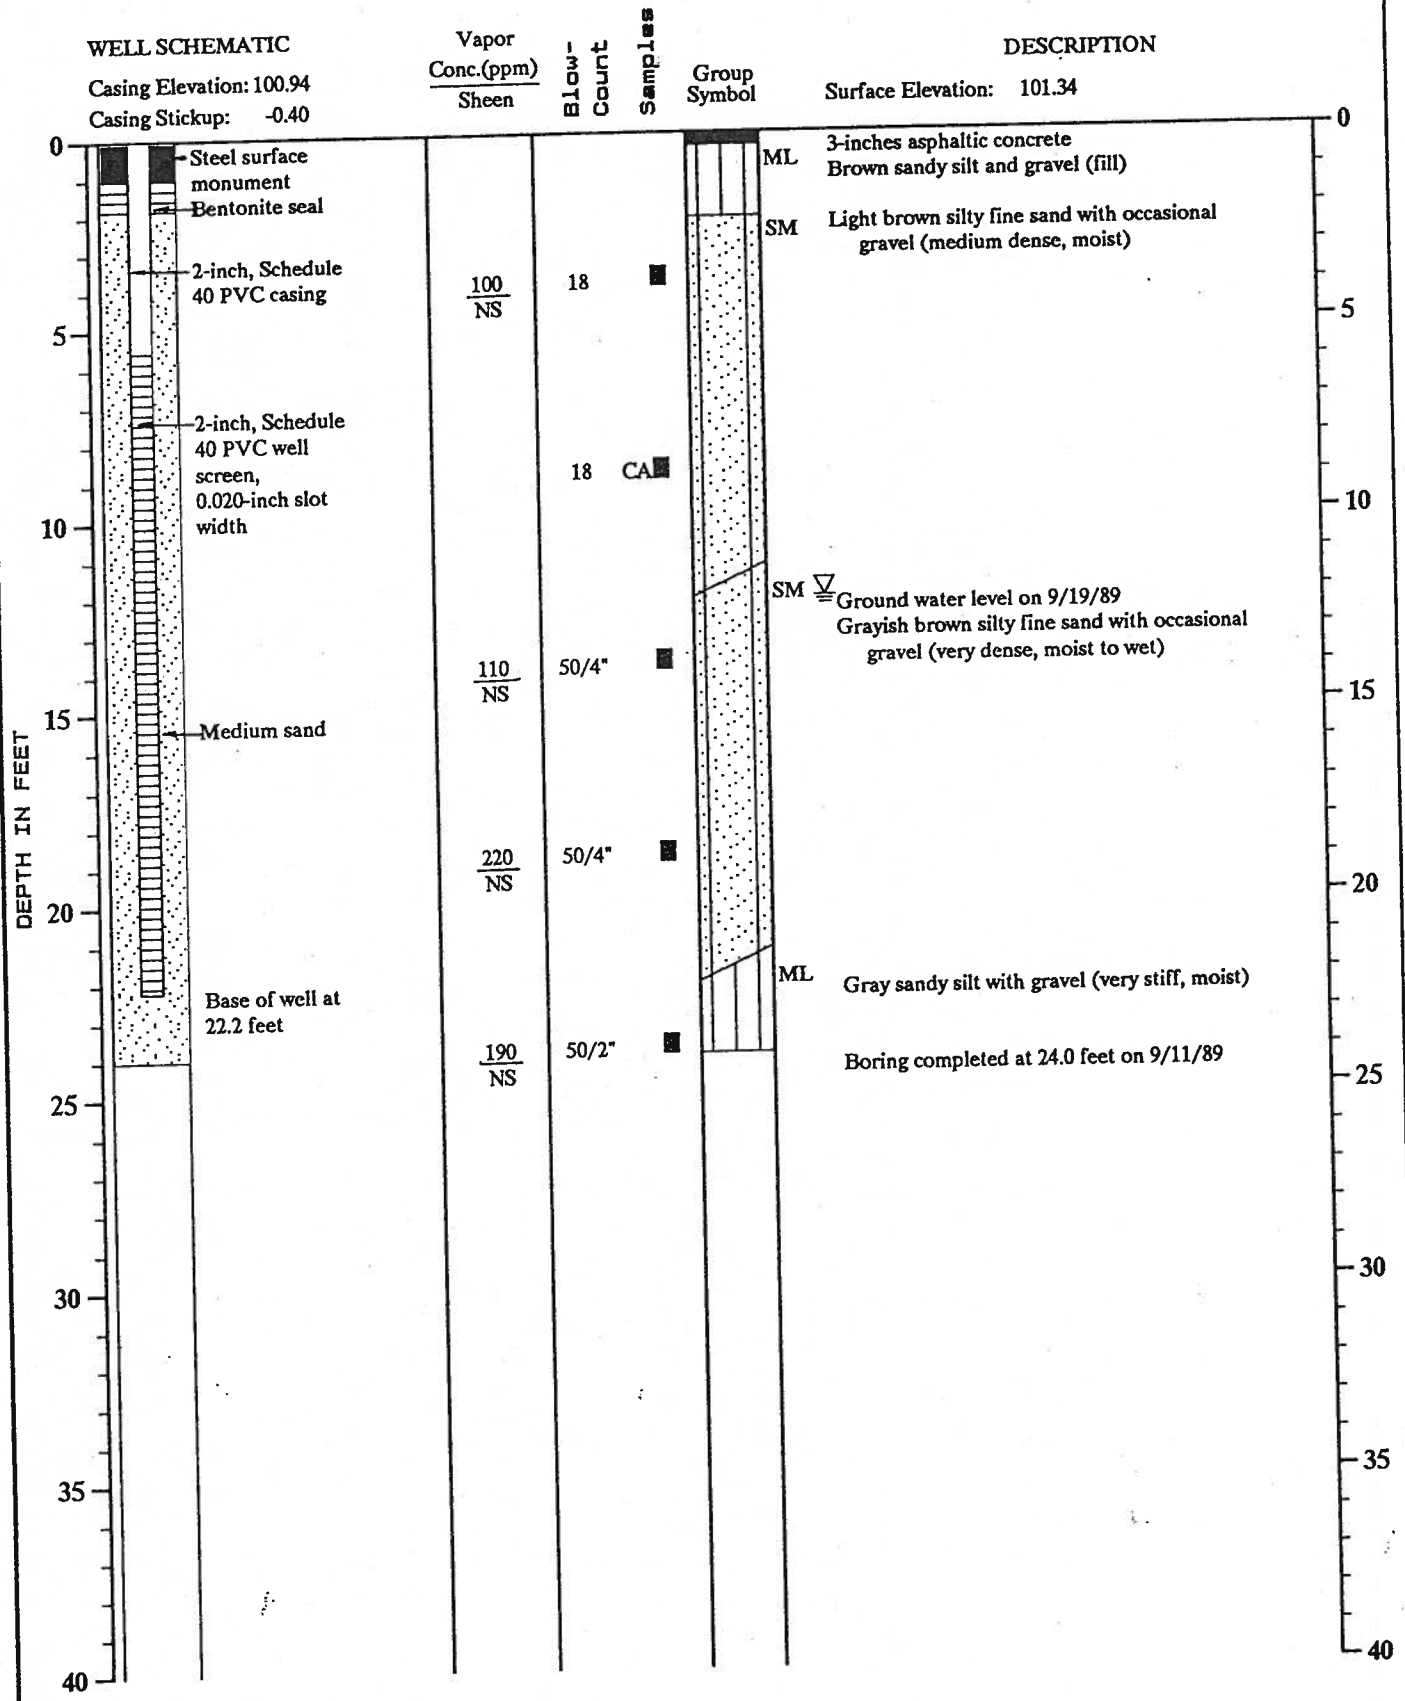 WELL SCHEMATIC
Casing Elevation: 100.94
Casing Stickup: -0.40
Vapor
Conc.(ppm)
Sheen
Blow-
Count
Samples
Group
Symbol
DESCRIPTION
Surface Elevation: 101.34
DEPTH IN FEET
0
5
10
15
20
25
30
35
40
Steel surface
monument
Bentonite seal
2-inch, Schedule
40 PVC casing
2-inch, Schedule
40 PVC well
screen,
0.020-inch slot
width
Medium sand
Base of well at
22.2 feet
100
NS
110
NS
220
NS
190
NS
18
18
50/4"
50/4"
50/2"
CA
ML
SM
SM
ML
3-inches asphaltic concrete
Brown sandy silt and gravel (fill)
Light brown silty fine sand with occasional
gravel (medium dense, moist)
Ground water level on 9/19/89
Grayish brown silty fine sand with occasional
gravel (very dense, moist to wet)
Gray sandy silt with gravel (very stiff, moist)
Boring completed at 24.0 feet on 9/11/89
0
5
10
15
20
25
30
35
40